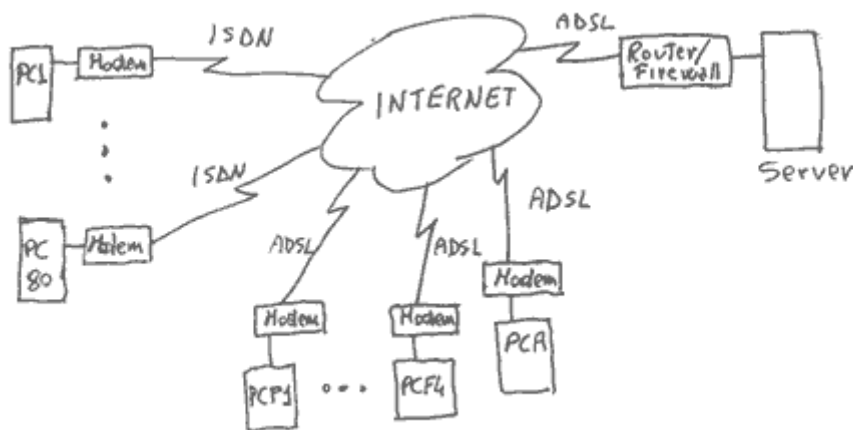 ISDN
ADSL
PC1
Modem
Router/
Firewall
INTERNET
Server
ISDN
ADSL
PC
80
Modem
ADSL
ADSL
Modem
Modem
Modem
PCA
PCP1
PCF4